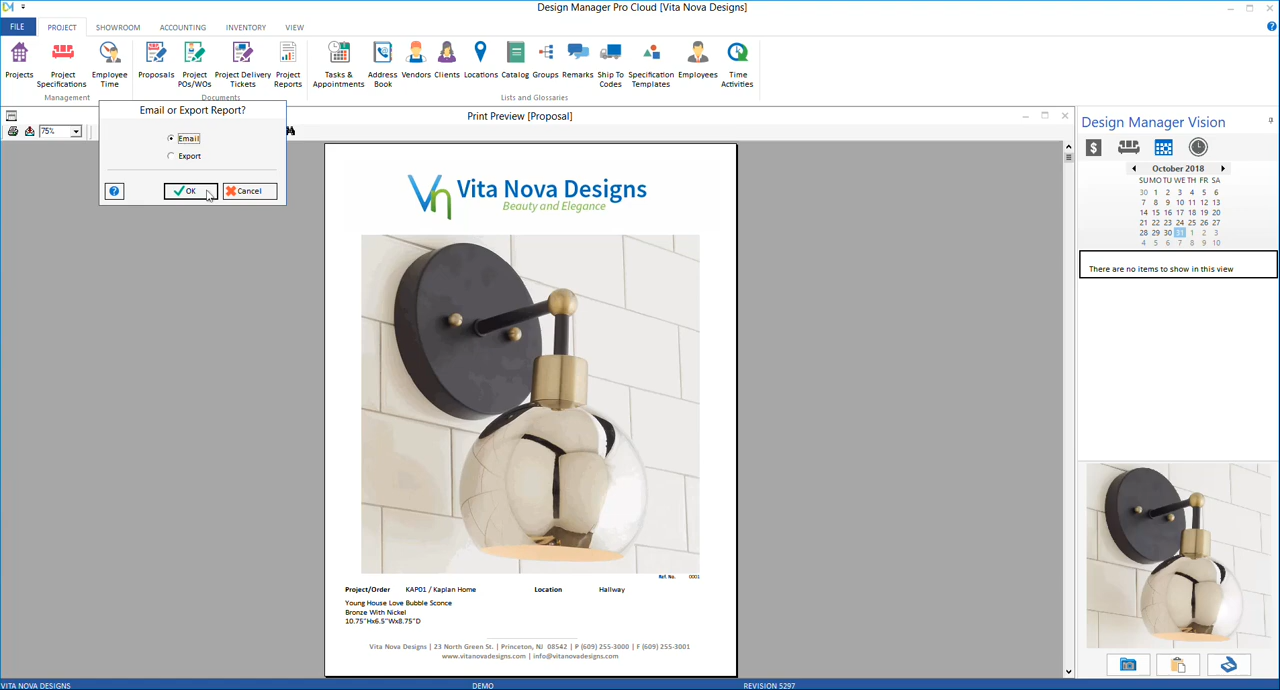 Design Manager Pro Cloud [Vita Nova Designs]
FILE PROJECT SHOWROOM ACCOUNTING INVENTORY VIEW
Projects
Project Specifications
Employee Time
Management
Proposals
Project POs/WOs
Project Delivery Tickets
Project Reports
Documents
Tasks & Appointments
Address Book
Vendors
Clients
Locations
Catalog
Groups
Remarks
Ship To Codes
Specification Templates
Employees
Time Activities
Lists and Glossaries
Email or Export Report?
Email
Export
OK
Cancel
75%
Print Preview [Proposal]
Vn Vita Nova Designs
Beauty and Elegance
Ref. No. 0001
Project/Order KAP01 / Kaplan Home Location Hallway
Young House Love Bubble Sconce
Bronze With Nickel
10.75"Hx6.5"Wx8.75"D
Vita Nova Designs | 23 North Green St. | Princeton, NJ 08542 | P (609) 255-3000 | F (609) 255-3001
www.vitanovadesigns.com | info@vitanovadesigns.com
Design Manager Vision
October 2018
SU MO TU WE TH FR SA
30 1 2 3 4 5 6
7 8 9 10 11 12 13
14 15 16 17 18 19 20
21 22 23 24 25 26 27
28 29 30 31 1 2 3
4 5 6 7 8 9 10
There are no items to show in this view
VITA NOVA DESIGNS DEMO REVISION 5297